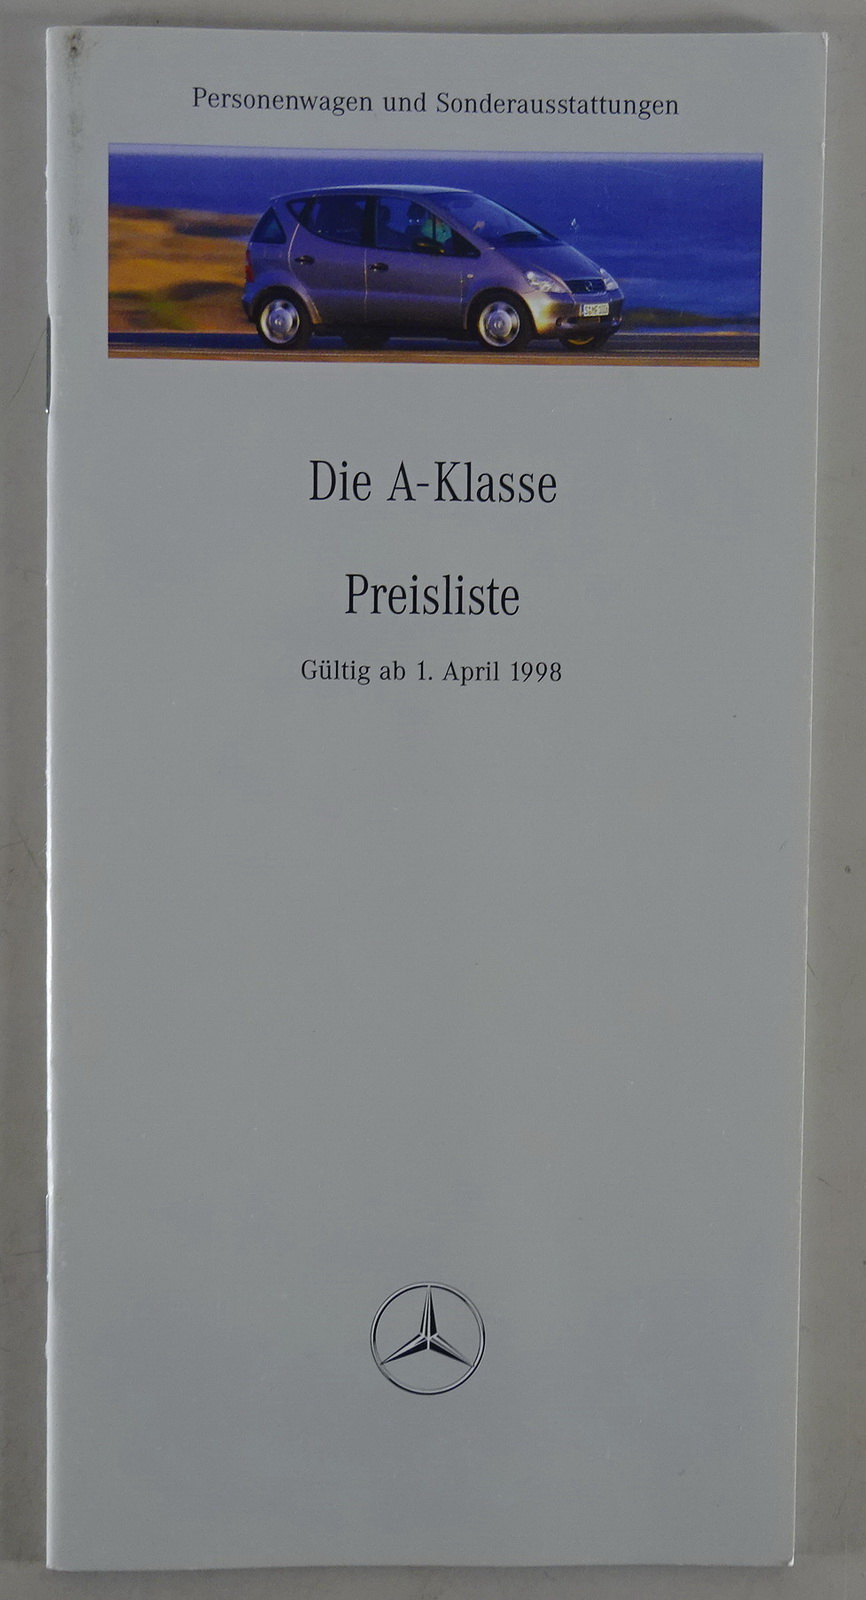 Personenwagen und Sonderausstattungen
Die A-Klasse
Preisliste
Gültig ab 1. April 1998